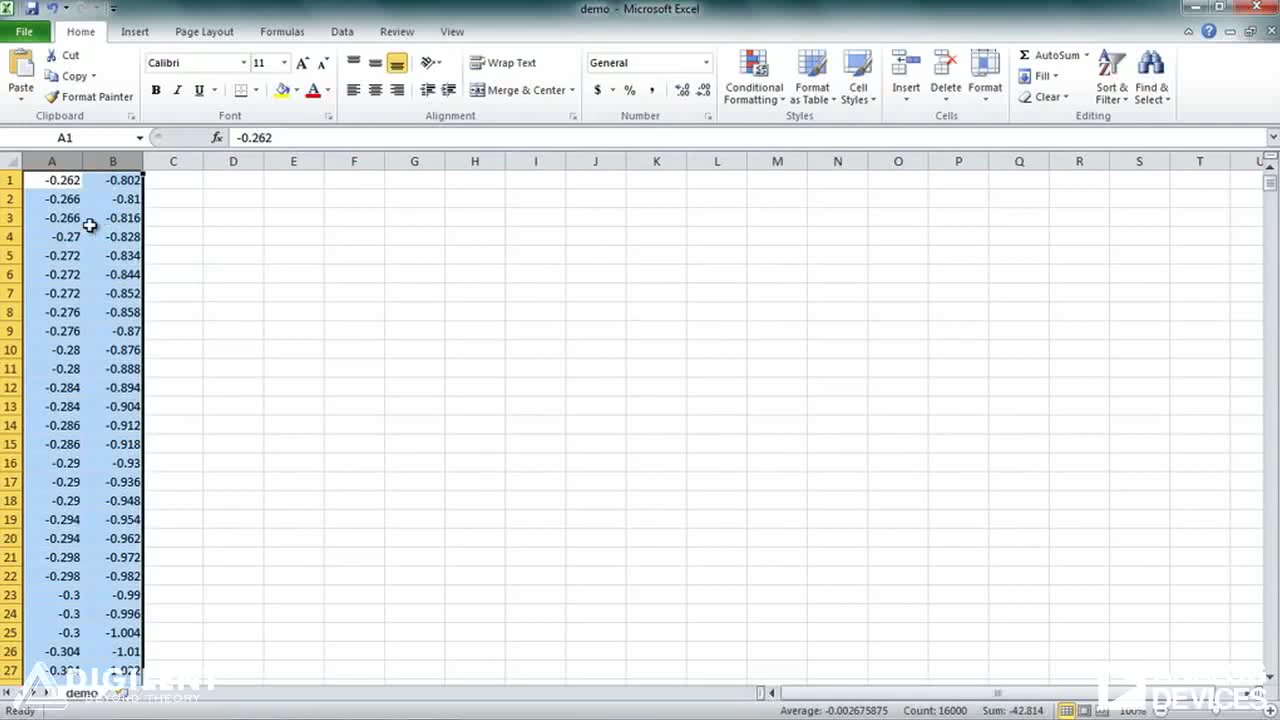 demo - Microsoft Excel
File Home Insert Page Layout Formulas Data Review View
Paste Cut Copy Format Painter Clipboard
Calibri 11 B I U Font
Wrap Text Merge & Center Alignment
General $ % , Number
Conditional Formatting Format as Table Cell Styles Styles
Insert Delete Format Cells
AutoSum Fill Clear Sort & Filter Find & Select Editing
A1 fx -0.262
A B C D E F G H I J K L M N O P Q R S T U
1 -0.262 -0.802
2 -0.266 -0.81
3 -0.266 -0.816
4 -0.27 -0.828
5 -0.272 -0.834
6 -0.272 -0.844
7 -0.272 -0.852
8 -0.276 -0.858
9 -0.276 -0.87
10 -0.28 -0.876
11 -0.28 -0.888
12 -0.284 -0.894
13 -0.284 -0.904
14 -0.286 -0.912
15 -0.286 -0.918
16 -0.29 -0.93
17 -0.29 -0.936
18 -0.29 -0.948
19 -0.294 -0.954
20 -0.294 -0.962
21 -0.298 -0.972
22 -0.298 -0.982
23 -0.3 -0.99
24 -0.3 -0.996
25 -0.3 -1.004
26 -0.304 -1.01
27
DIGILENT
BEYOND THEORY
demo
DEVICES
Ready Average: -0.002675875 Count: 16000 Sum: -42.814 100%